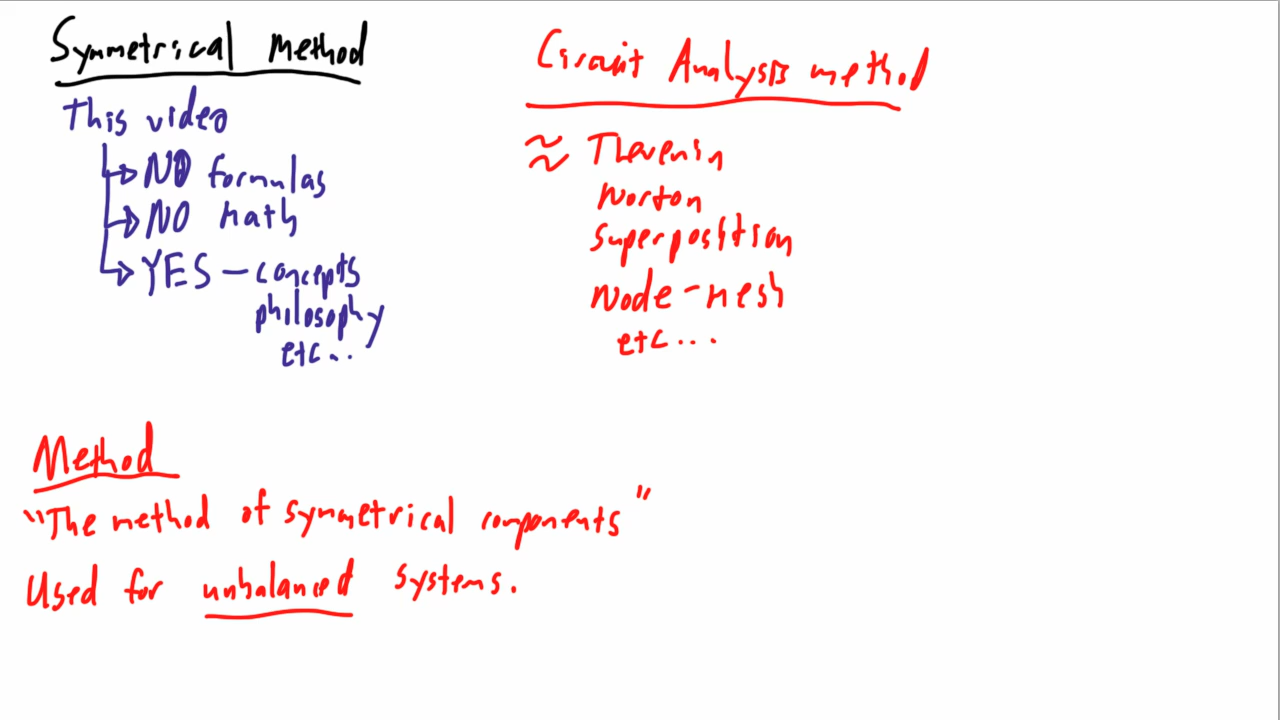 Symmetrical Method
This video
NO formulas
NO Math
YES - concepts
philosophy
etc...
Circuit Analysis method
≈ Thevenin
Norton
superposition
Node-Mesh
etc...
Method
"The method of symmetrical components"
Used for unbalanced systems.